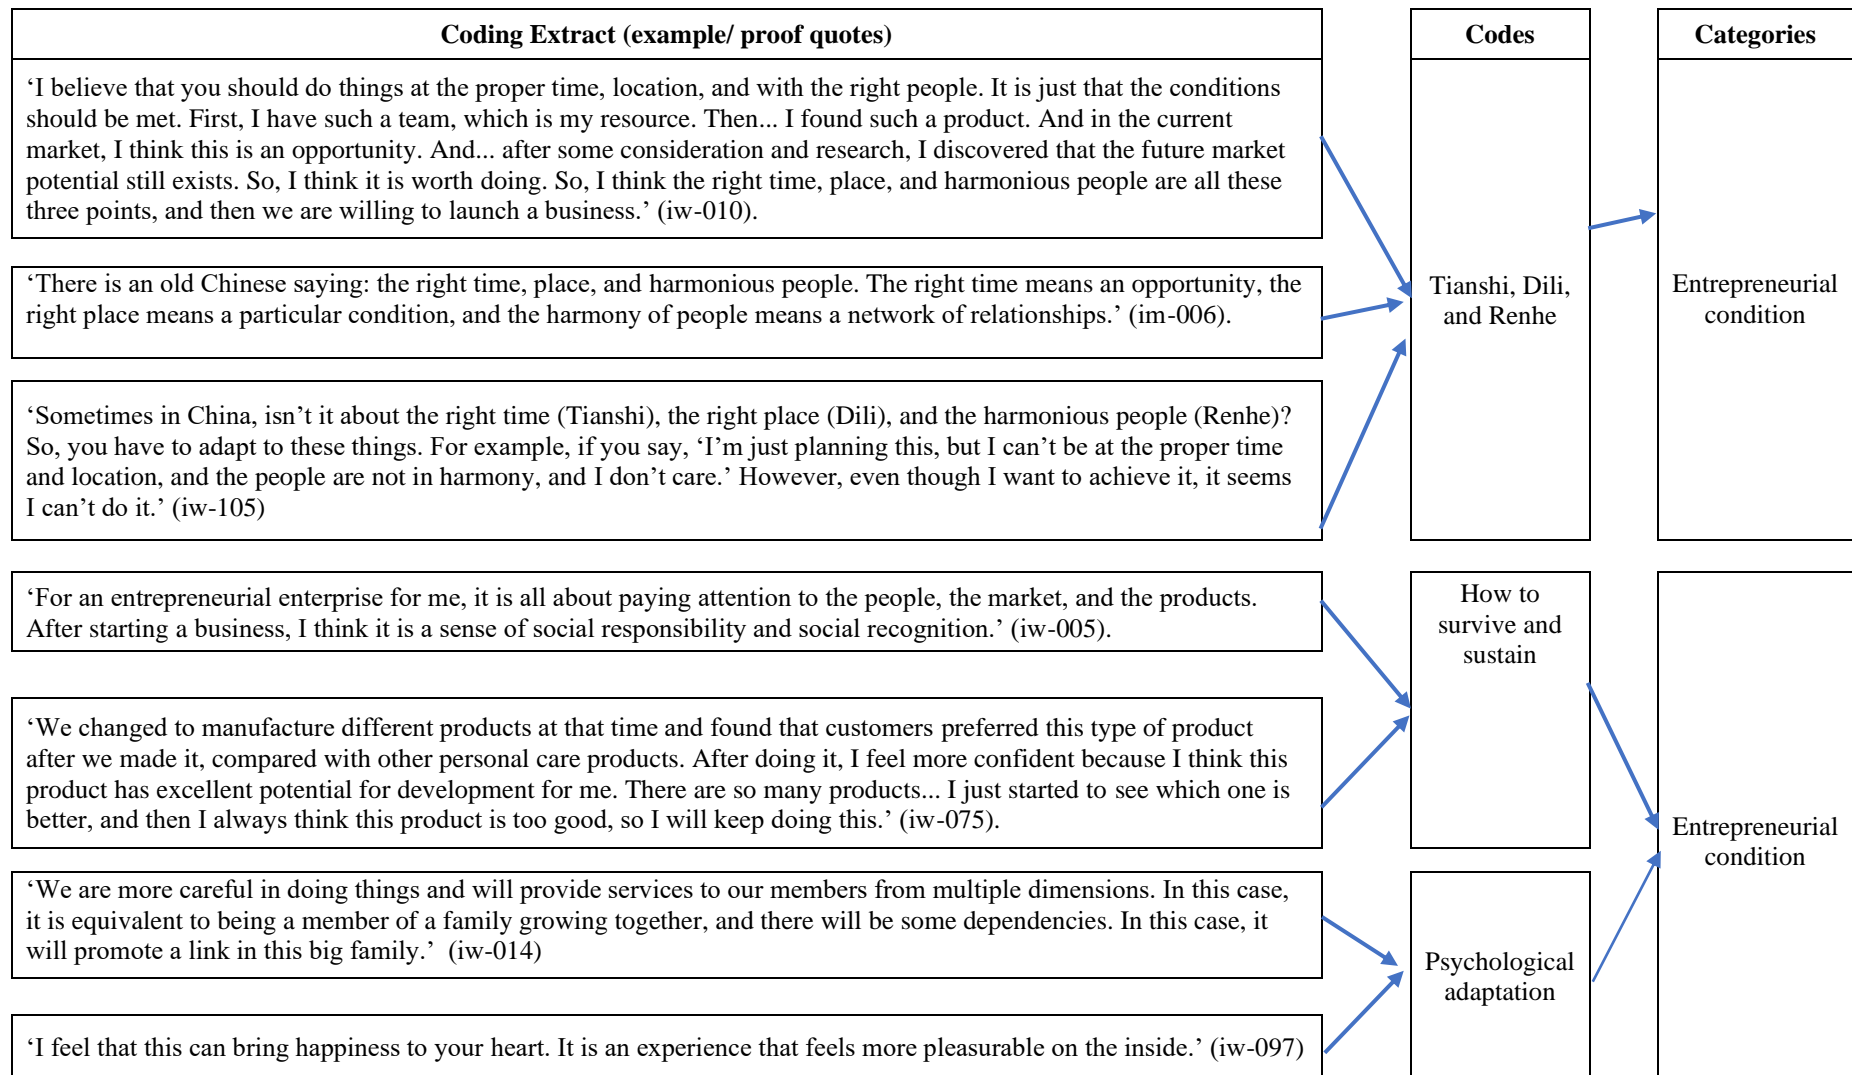 Coding Extract (example/ proof quotes)
Codes
Categories
‘I believe that you should do things at the proper time, location, and with the right people. It is just that the conditions
should be met. First, I have such a team, which is my resource. Then... I found such a product. And in the current
market, I think this is an opportunity. And... after some consideration and research, I discovered that the future market
potential still exists. So, I think it is worth doing. So, I think the right time, place, and harmonious people are all these
three points, and then we are willing to launch a business.’ (iw-010).
‘There is an old Chinese saying: the right time, place, and harmonious people. The right time means an opportunity, the
right place means a particular condition, and the harmony of people means a network of relationships.’ (im-006).
‘Sometimes in China, isn’t it about the right time (Tianshi), the right place (Dili), and the harmonious people (Renhe)?
So, you have to adapt to these things. For example, if you say, ‘I’m just planning this, but I can’t be at the proper time
and location, and the people are not in harmony, and I don’t care.’ However, even though I want to achieve it, it seems
I can’t do it.’ (iw-105)
Tianshi, Dili,
and Renhe
Entrepreneurial
condition
‘For an entrepreneurial enterprise for me, it is all about paying attention to the people, the market, and the products.
After starting a business, I think it is a sense of social responsibility and social recognition.’ (iw-005).
‘We changed to manufacture different products at that time and found that customers preferred this type of product
after we made it, compared with other personal care products. After doing it, I feel more confident because I think this
product has excellent potential for development for me. There are so many products... I just started to see which one is
better, and then I always think this product is too good, so I will keep doing this.’ (iw-075).
How to
survive and
sustain
‘We are more careful in doing things and will provide services to our members from multiple dimensions. In this case,
it is equivalent to being a member of a family growing together, and there will be some dependencies. In this case, it
will promote a link in this big family.’ (iw-014)
‘I feel that this can bring happiness to your heart. It is an experience that feels more pleasurable on the inside.’ (iw-097)
Psychological
adaptation
Entrepreneurial
condition